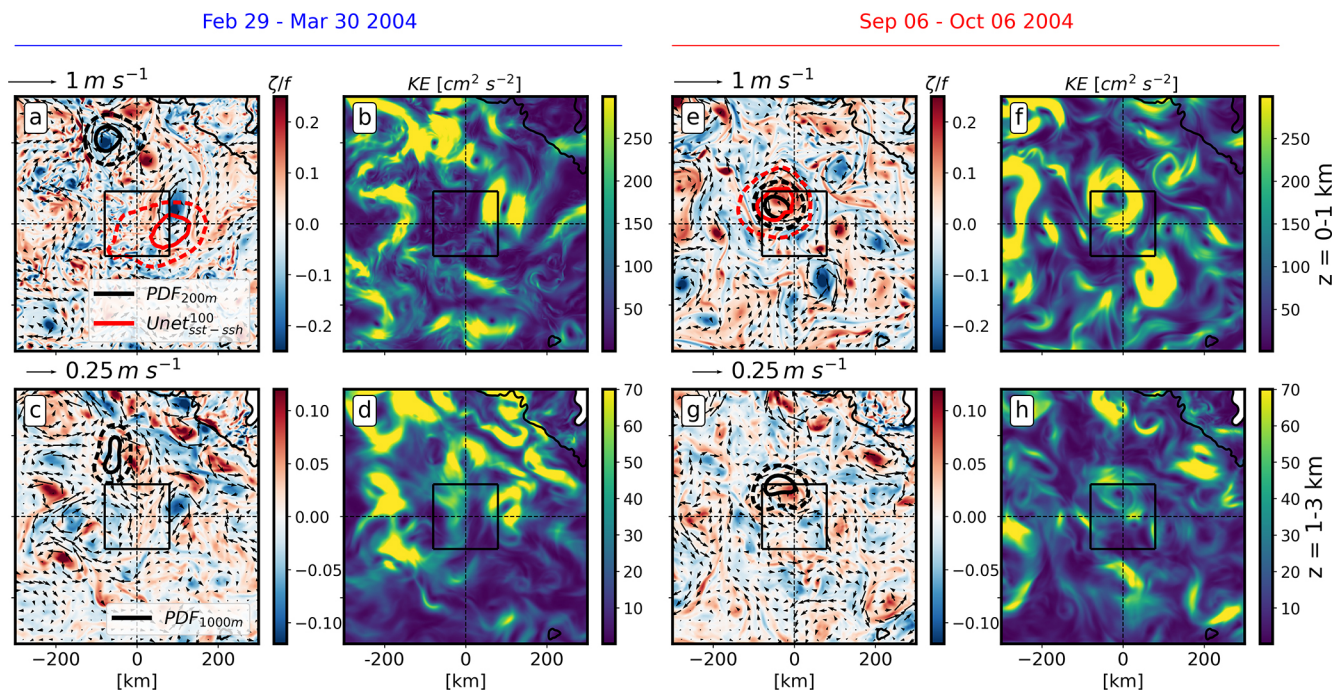 Feb 29 - Mar 30 2004
Sep 06 - Oct 06 2004
1 m s⁻¹
ζ/f
KE [cm² s⁻²]
1 m s⁻¹
ζ/f
KE [cm² s⁻²]
a
0.2
0.1
0.0
−0.1
−0.2
PDF₂₀₀ₘ
Unet¹⁰⁰ₛₛₜ₋ₛₛₕ
−200 0 200
b
250
200
150
100
50
e
0.2
0.1
0.0
−0.1
−0.2
f
250
200
150
100
50
z = 0-1 km
0.25 m s⁻¹
0.25 m s⁻¹
c
0.10
0.05
0.00
−0.05
−0.10
PDF₁₀₀₀ₘ
−200 0 200
[km]
d
70
60
50
40
30
20
10
-200 0 200
[km]
g
0.10
0.05
0.00
−0.05
−0.10
−200 0 200
[km]
h
70
60
50
40
30
20
10
−200 0 200
[km]
z = 1-3 km